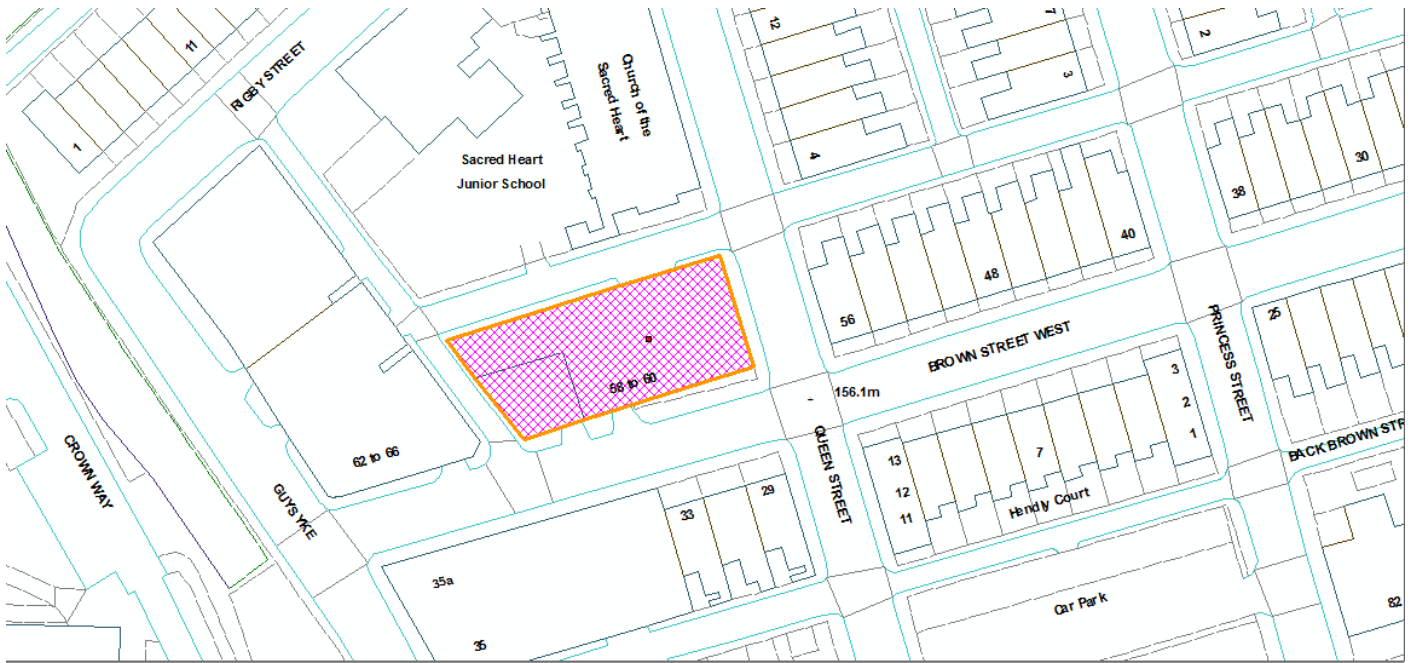 12
7
2
11
RIGBY STREET
Church of the
Sacred Heart
3
1
Sacred Heart
Junior School
4
30
38
40
48
56
25
PRINCESS STREET
BROWN STREET WEST
58 to 60
156.1m
3
2
1
CROWN WAY
62 to 66
GUYSYKE
QUEEN STREET
13
12
11
7
BACK BROWN STR
Hendly Court
29
33
35a
35
Car Park
82